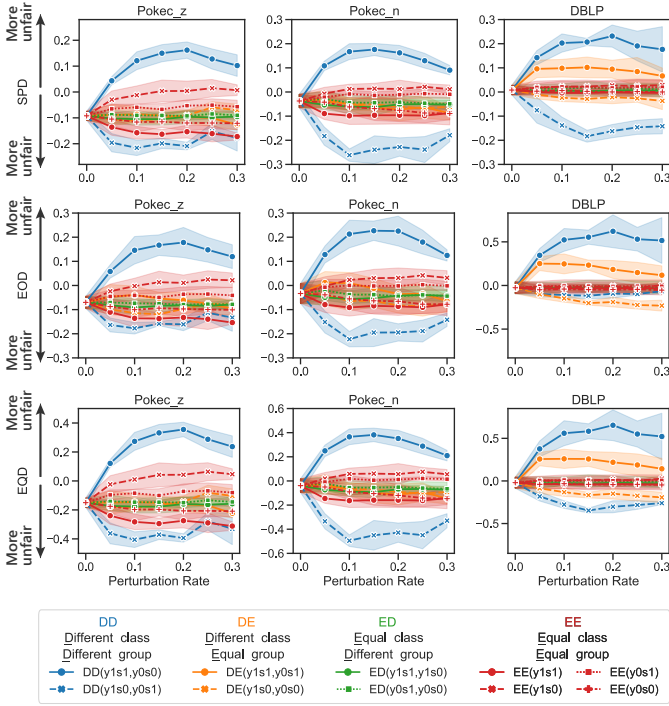 More unfair
SPD
More unfair
Pokec_z
0.2
0.1
0.0
−0.1
−0.2
0.0 0.1 0.2 0.3
Pokec_n
0.3
0.2
0.1
0.0
−0.1
−0.2
−0.3
0.0 0.1 0.2 0.3
DBLP
0.3
0.2
0.1
0.0
−0.1
−0.2
−0.3
0.0 0.1 0.2 0.3
More unfair
EOD
More unfair
Pokec_z
0.3
0.2
0.1
0.0
−0.1
−0.2
−0.3
0.0 0.1 0.2 0.3
Pokec_n
0.3
0.2
0.1
0.0
−0.1
−0.2
−0.3
0.0 0.1 0.2 0.3
DBLP
0.5
0.0
−0.5
0.0 0.1 0.2 0.3
More unfair
EQD
More unfair
Pokec_z
0.4
0.2
0.0
−0.2
−0.4
0.0 0.1 0.2 0.3
Perturbation Rate
Pokec_n
0.6
0.4
0.2
0.0
−0.2
−0.4
−0.6
0.0 0.1 0.2 0.3
Perturbation Rate
DBLP
0.5
0.0
−0.5
0.0 0.1 0.2 0.3
Perturbation Rate
DD
Different class
Different group
DD(y1s1,y0s0)
DD(y1s0,y0s1)
DE
Different class
Equal group
DE(y1s1,y0s1)
DE(y1s0,y0s0)
ED
Equal class
Different group
ED(y1s1,y1s0)
ED(y0s1,y0s0)
EE
Equal class
Equal group
EE(y1s1) EE(y0s1)
EE(y1s0) EE(y0s0)